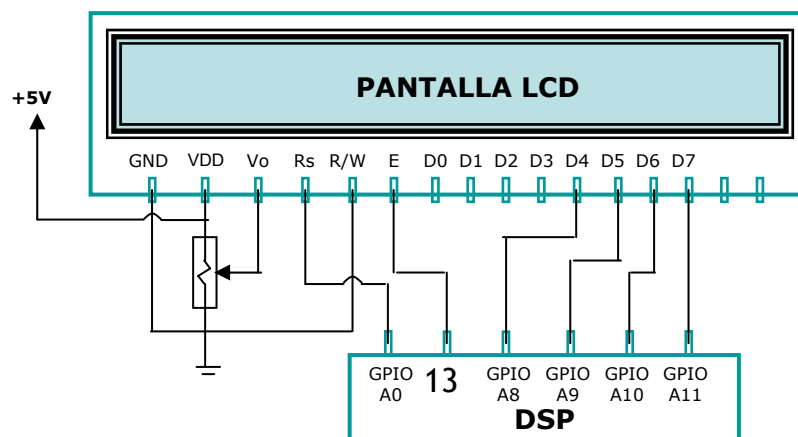 PANTALLA LCD
+5V
GND VDD Vo Rs R/W E D0 D1 D2 D3 D4 D5 D6 D7
GPIO A0
13
GPIO A8
GPIO A9
GPIO A10
GPIO A11
DSP